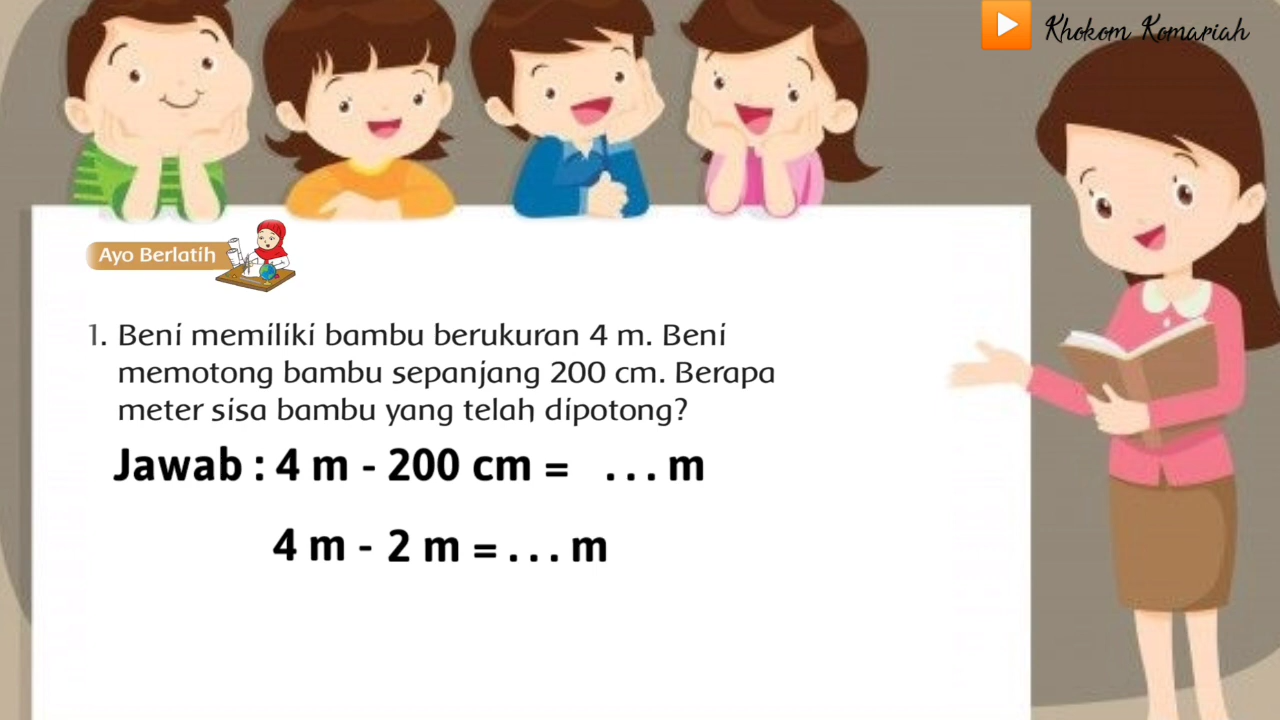 Khokom Komariah
Ayo Berlatih
1. Beni memiliki bambu berukuran 4 m. Beni
memotong bambu sepanjang 200 cm. Berapa
meter sisa bambu yang telah dipotong?
Jawab : 4 m - 200 cm = . . . m
4 m - 2 m = . . . m